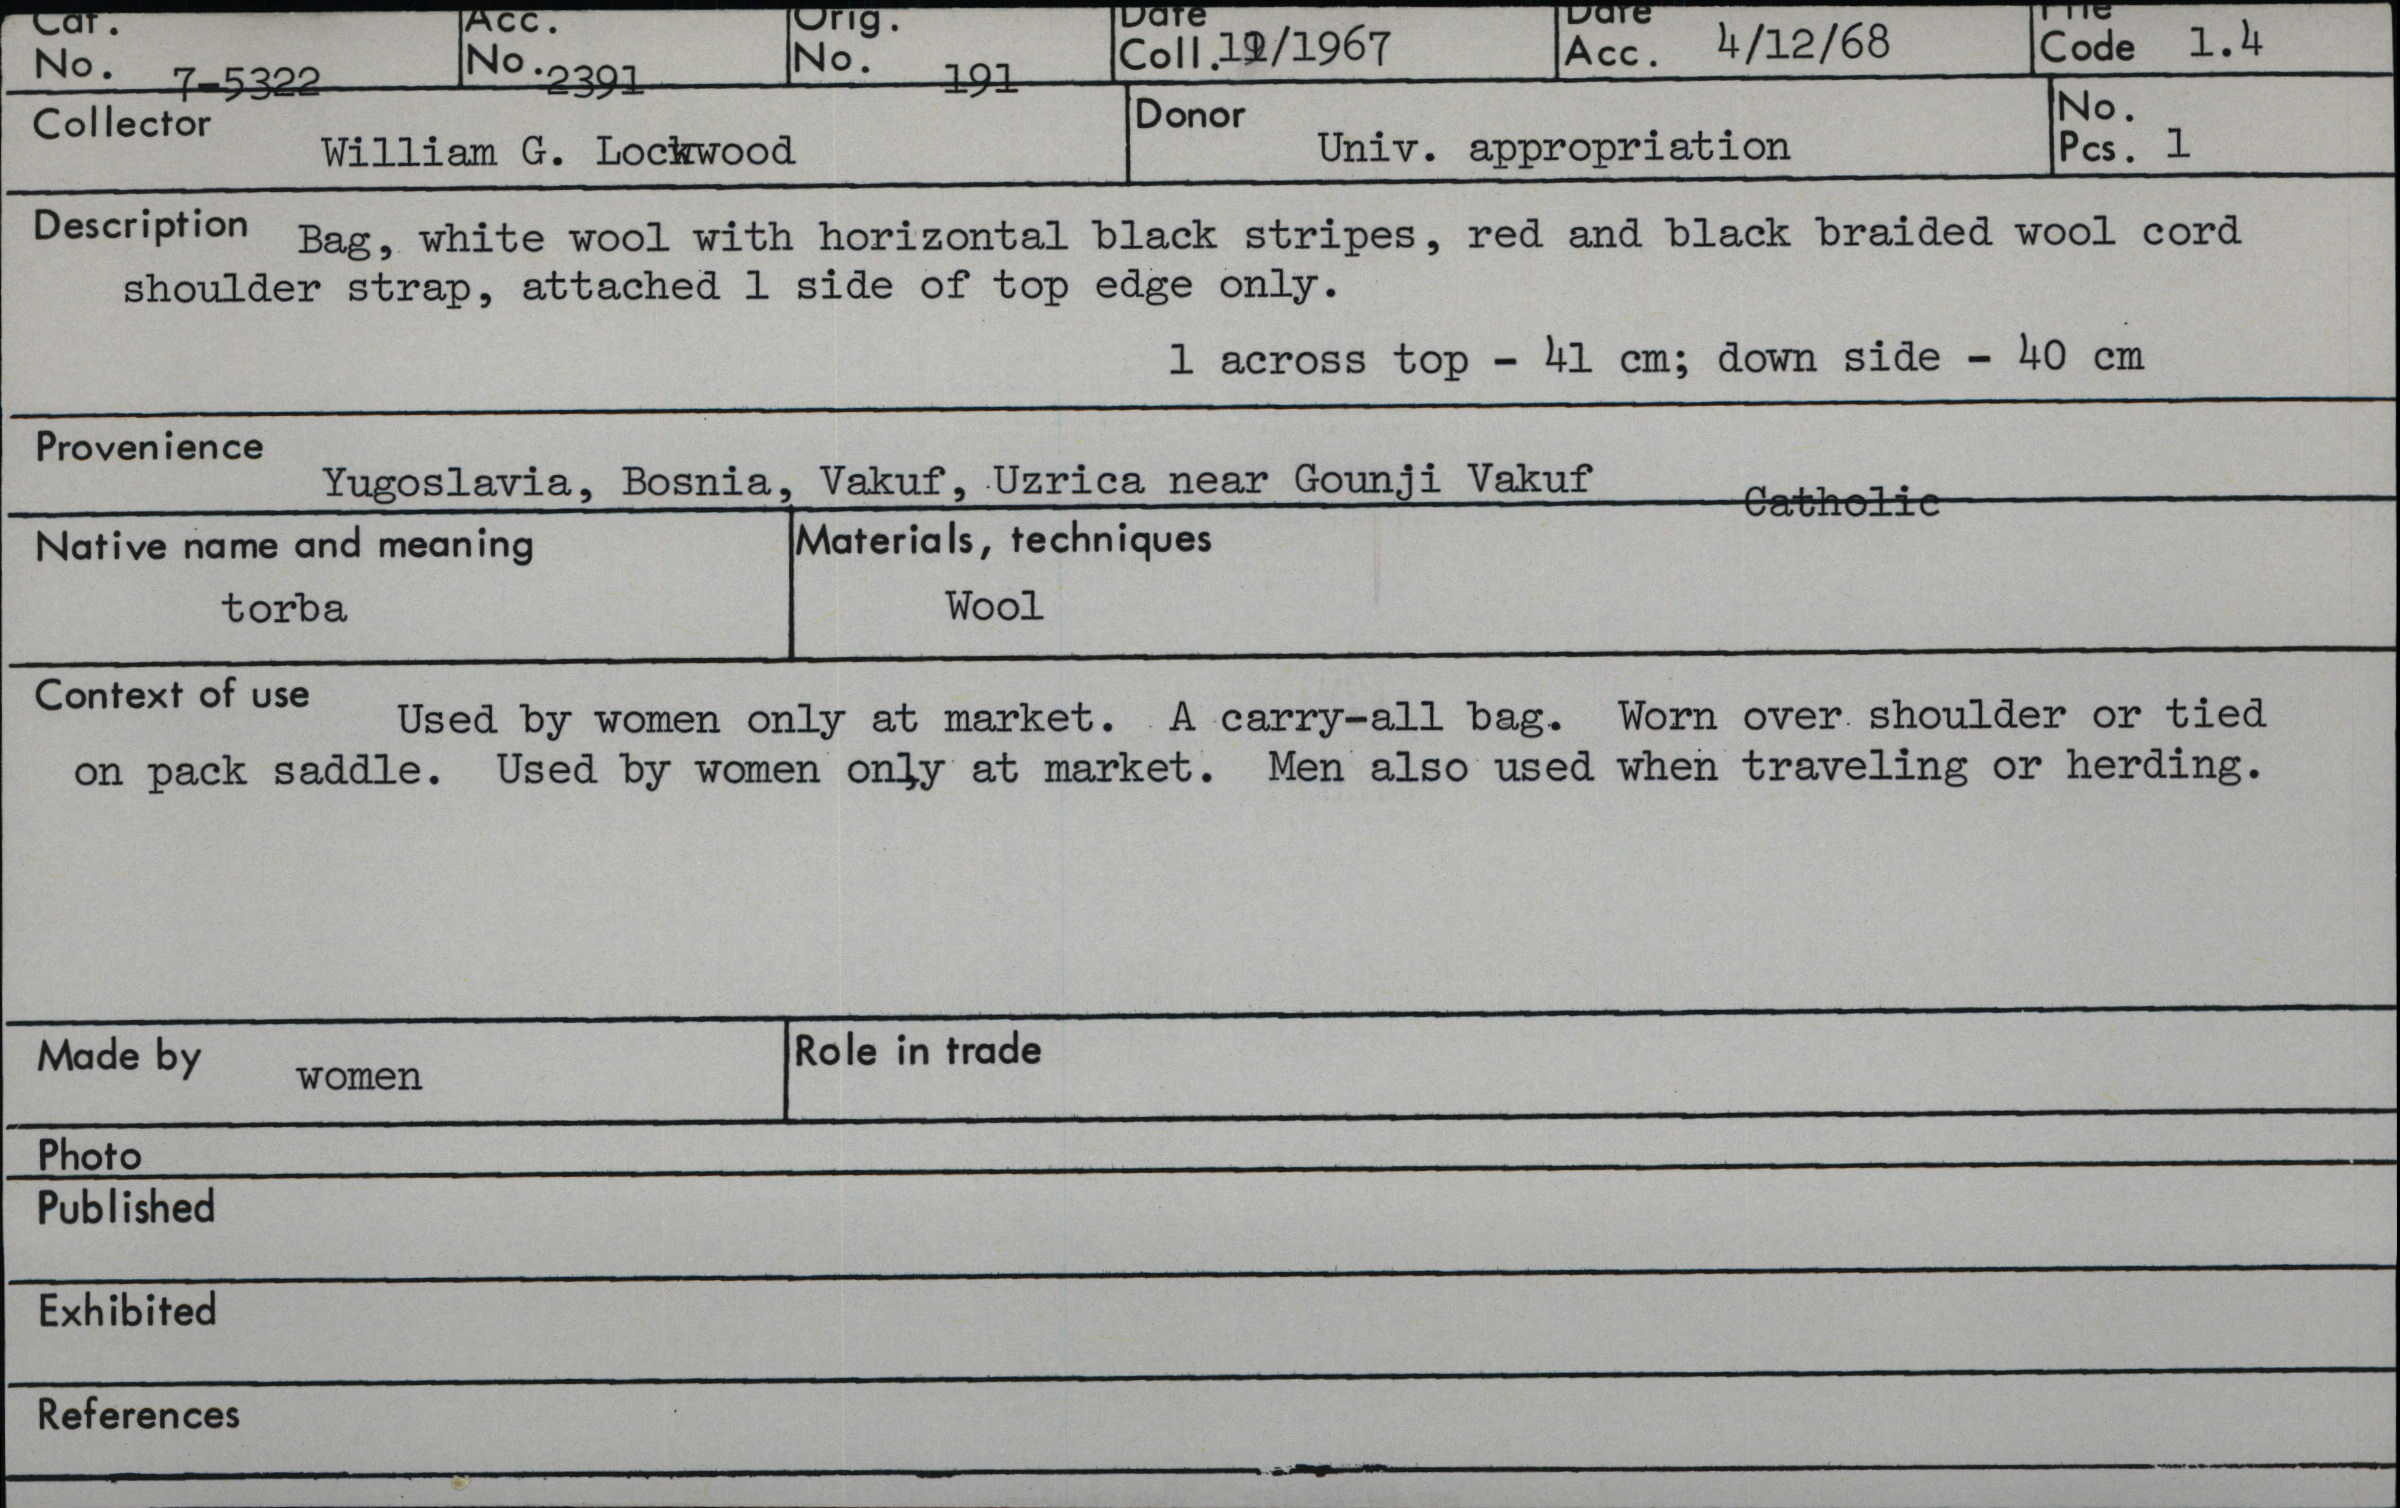 Cat. No. 7-5322 Acc. No. 2391 Orig. No. 191 Date Coll. /1967 Date Acc. 4/12/68 File Code 1.4
Collector William G. Lockwood Donor Univ. appropriation No. Pcs. 1
Description Bag, white wool with horizontal black stripes, red and black braided wool cord
shoulder strap, attached 1 side of top edge only.
1 across top - 41 cm; down side - 40 cm
Provenience
Yugoslavia, Bosnia, Vakuf, Uzrica near Gounji Vakuf Catholic
Native name and meaning Materials, techniques
torba Wool
Context of use Used by women only at market. A carry-all bag. Worn over shoulder or tied
on pack saddle. Used by women only at market. Men also used when traveling or herding.
Made by women Role in trade
Photo
Published
Exhibited
References